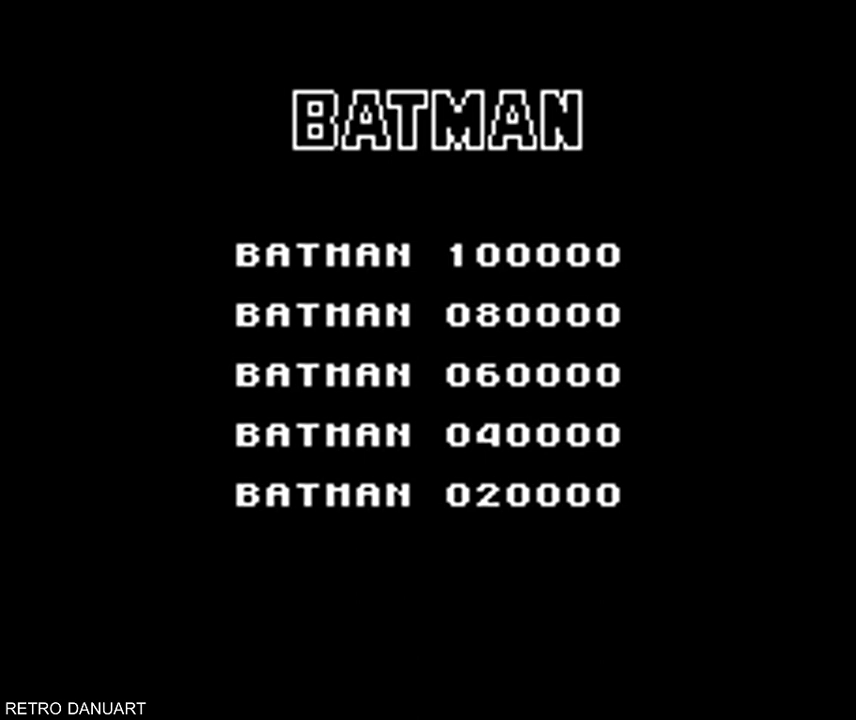 BATMAN
BATMAN 100000
BATMAN 080000
BATMAN 060000
BATMAN 040000
BATMAN 020000
RETRO DANUART